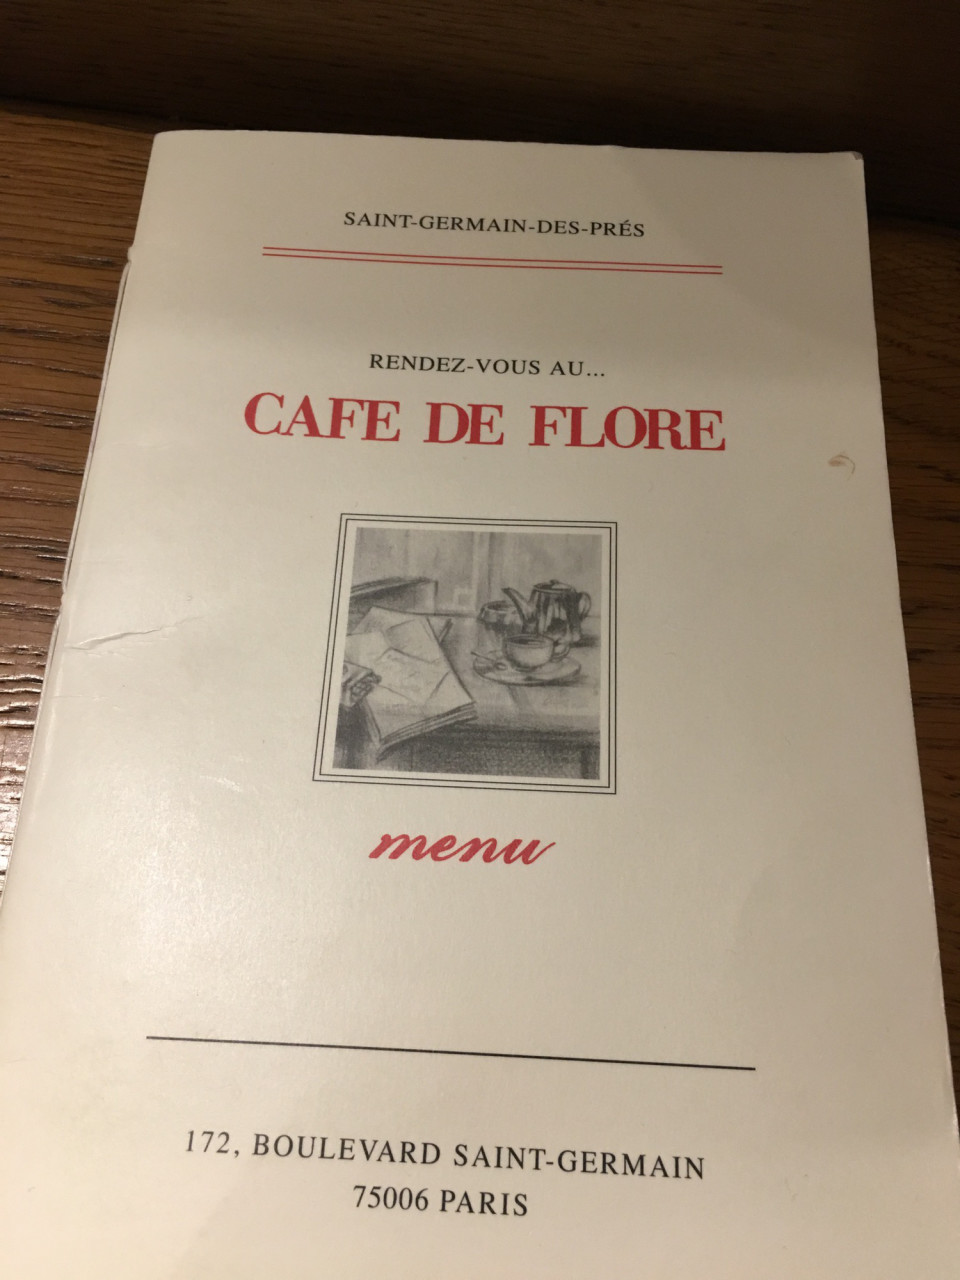 SAINT-GERMAIN-DES-PRÉS
RENDEZ-VOUS AU...
CAFE DE FLORE
menu
172, BOULEVARD SAINT-GERMAIN
75006 PARIS